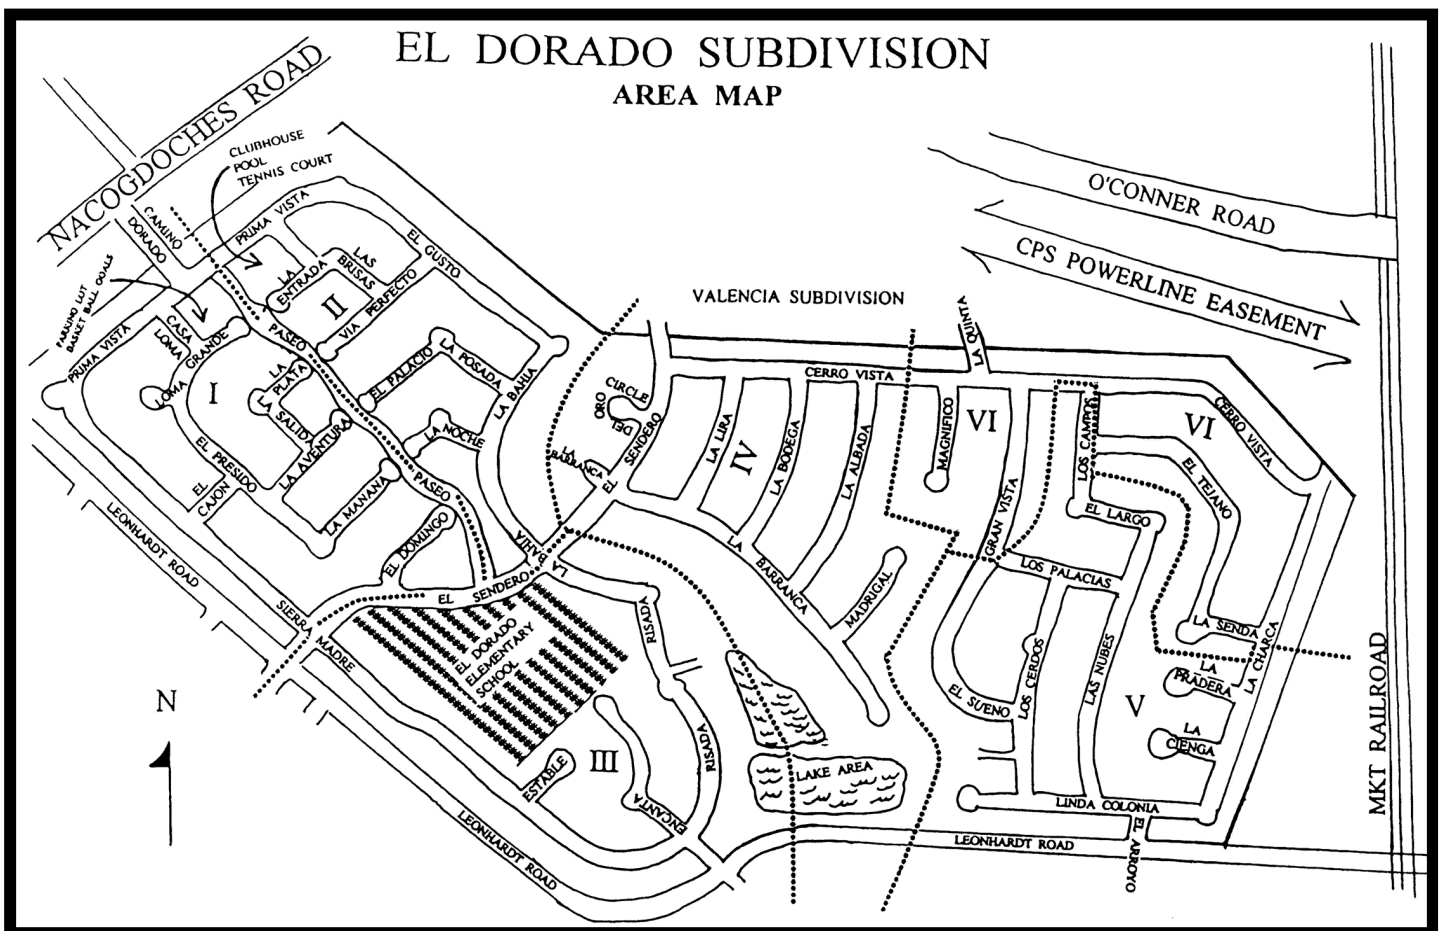 EL DORADO SUBDIVISION
AREA MAP
NACOGDOCHES ROAD
CLUBHOUSE
POOL
TENNIS COURT
O'CONNER ROAD
CPS POWERLINE EASEMENT
CAMINO
DORADO
PRIMA VISTA
EL GUSTO
LAS
BRISAS
LA
ENTRADA
II
VIA PERFECTO
PARKING LOT
BASKET BALL GOALS
PRIMA VISTA
CASA
LOMA
LOMA GRANDE
PASEO
I
LA
PLATA
LA SALIDA
LA AVENTURA
EL PALACIO
LA POSADA
LA BAHIA
LA NOCHE
EL PRESIDO
EL
CAJON
LA MANANA
PASEO
EL DOMINGO
LEONHARDT ROAD
SIERRA MADRE
EL SENDERO
LA BAHIA
VALENCIA SUBDIVISION
LA QUINTA
CERRO VISTA
ORO
CIRCLE
DEL
EL SENDERO
LA
BARRANCA
LA LIRA
IV
LA BODEGA
LA ALBADA
MAGNIFICO
VI
LOS CAMPOS
VI
CERRO VISTA
EL TEJANO
EL LARGO
GRAN VISTA
LOS PALACIAS
LA BARRANCA
MADRIGAL
LA SENDA
LA CHARCA
LA
PRADERA
LA
CIENGA
V
LAS NUBES
LOS CERDOS
EL SUENO
EL DORADO
ELEMENTARY
SCHOOL
RISADA
RISADA
III
ESTABLE
ENCANTA
LAKE AREA
LINDA COLONIA
EL ARROYO
LEONHARDT ROAD
LEONHARDT ROAD
MKT RAILROAD
N